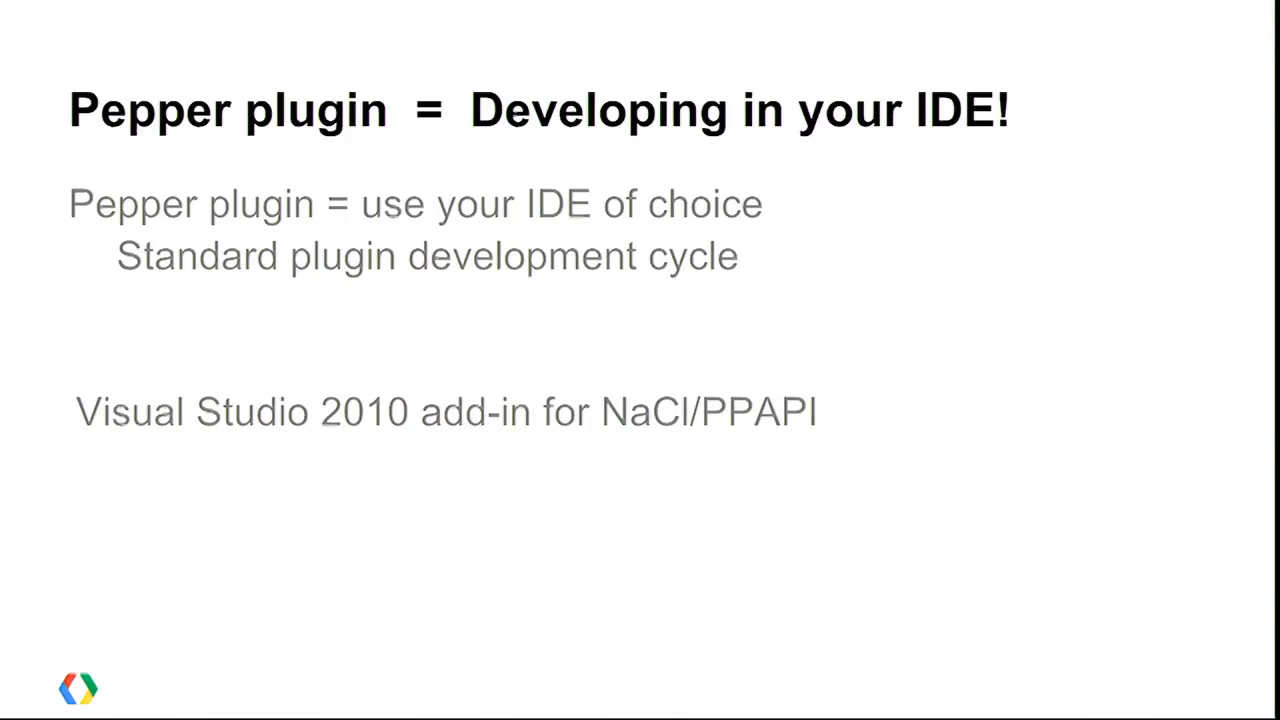 Pepper plugin = Developing in your IDE!
Pepper plugin = use your IDE of choice
Standard plugin development cycle
Visual Studio 2010 add-in for NaCl/PPAPI